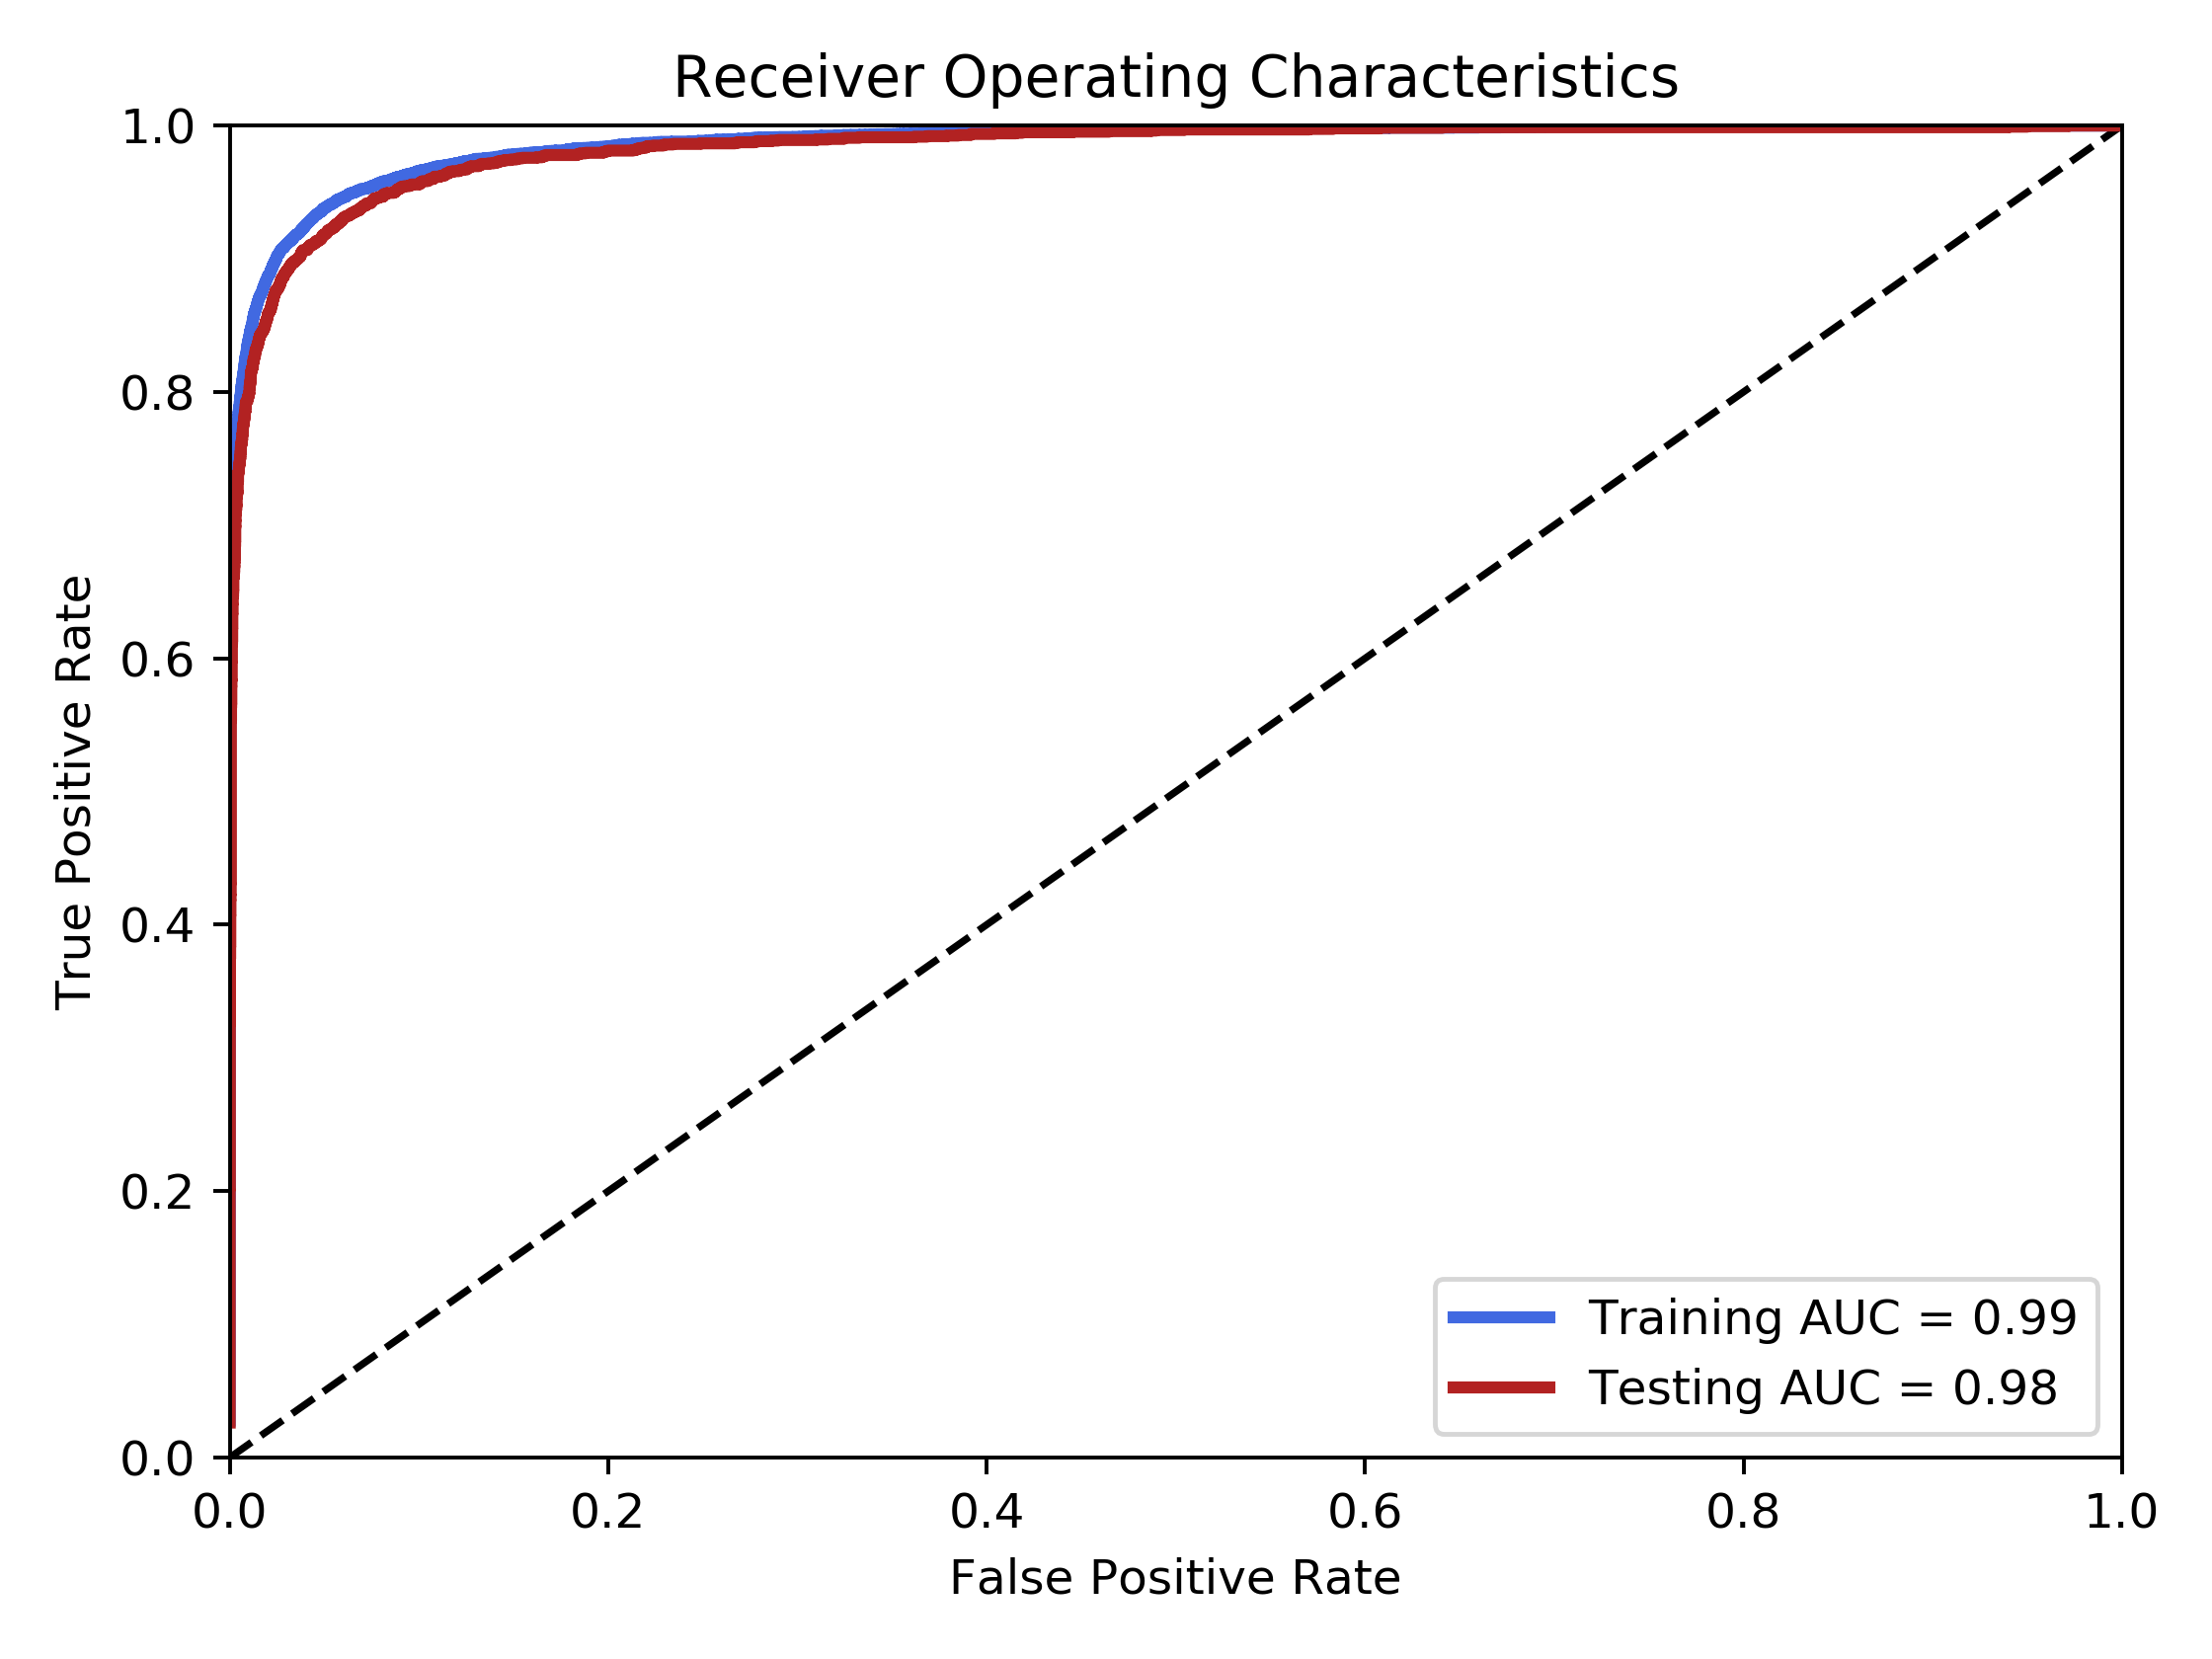 Receiver Operating Characteristics
1.0
0.8
0.6
0.4
0.2
0.0
True Positive Rate
Training AUC = 0.99
Testing AUC = 0.98
0.0 0.2 0.4 0.6 0.8 1.0
False Positive Rate